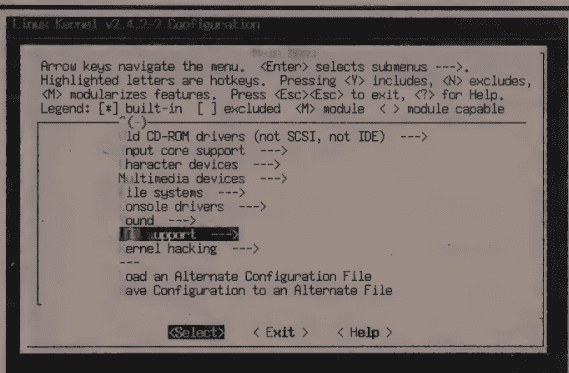 Linux Kernel v2.4.2-2 Configuration
Main Menu
Arrow keys navigate the menu. <Enter> selects submenus --->.
Highlighted letters are hotkeys. Pressing <Y> includes, <N> excludes,
<M> modularizes features. Press <Esc><Esc> to exit, <?> for Help.
Legend: [*] built-in [ ] excluded <M> module < > module capable
^(-)
ld CD-ROM drivers (not SCSI, not IDE) --->
nput core support --->
haracter devices --->
Multimedia devices --->
ile systems --->
onsole drivers --->
ound --->
upport --->
ernel hacking --->
---
oad an Alternate Configuration File
ave Configuration to an Alternate File
<Select> < Exit > < Help >